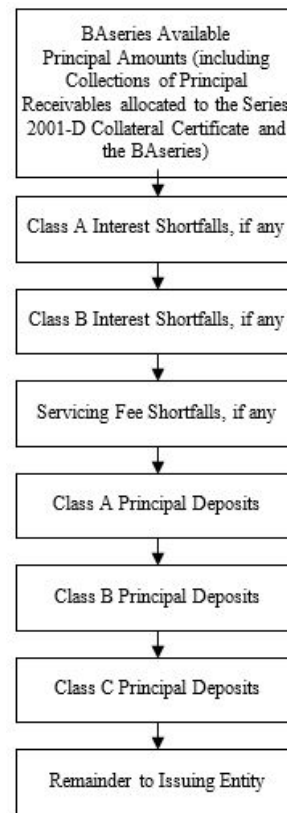 BAseries Available
Principal Amounts (including
Collections of Principal
Receivables allocated to the Series
2001-D Collateral Certificate and
the BAseries)
Class A Interest Shortfalls, if any
Class B Interest Shortfalls, if any
Servicing Fee Shortfalls, if any
Class A Principal Deposits
Class B Principal Deposits
Class C Principal Deposits
Remainder to Issuing Entity